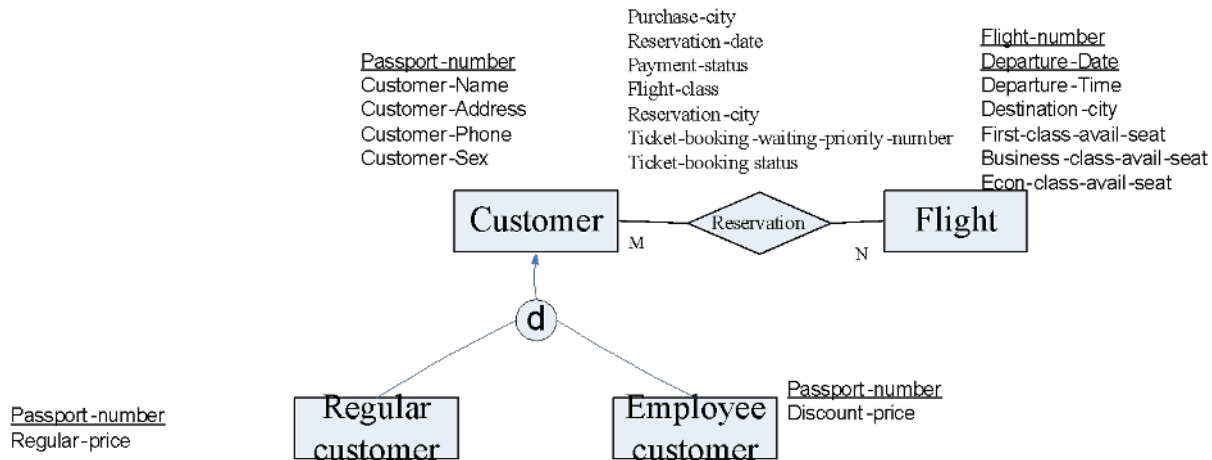 Purchase-city
Reservation-date
Payment-status
Flight-class
Reservation-city
Ticket-booking-waiting-priority-number
Ticket-booking status
Passport-number
Customer-Name
Customer-Address
Customer-Phone
Customer-Sex
Flight-number
Departure-Date
Departure-Time
Destination-city
First-class-avail-seat
Business-class-avail-seat
Econ-class-avail-seat
Customer
M
Reservation
N
Flight
d
Passport-number
Regular-price
Regular
customer
Employee
customer
Passport-number
Discount-price